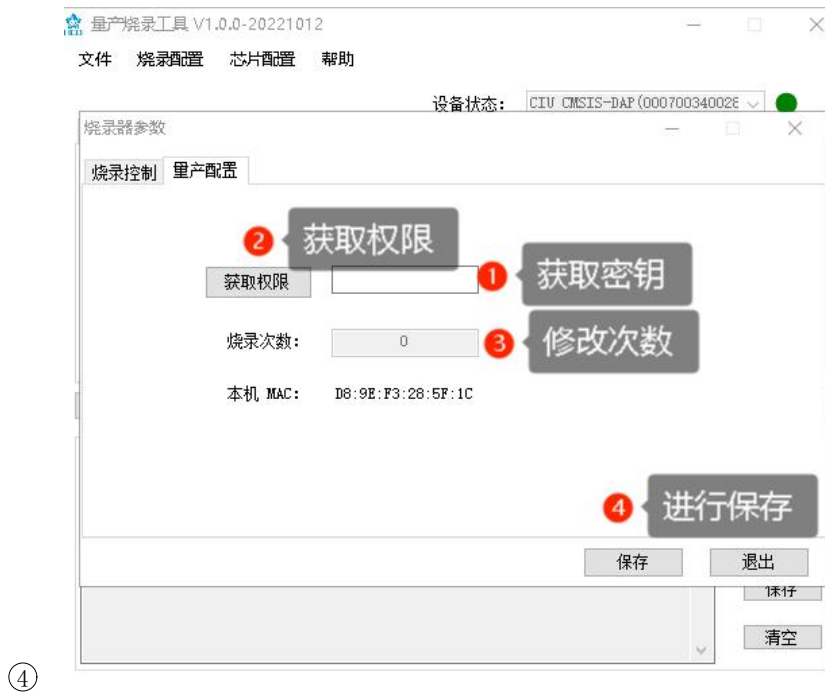 量产烧录工具 V1.0.0-20221012
文件 烧录配置 芯片配置 帮助
设备状态： CIU CMSIS-DAP(00070034002E
烧录器参数
烧录控制 量产配置
2 获取权限
获取权限 1 获取密钥
烧录次数： 0 3 修改次数
本机 MAC： D8:9E:F3:28:5F:1C
4 进行保存
保存 退出
保存
清空
④